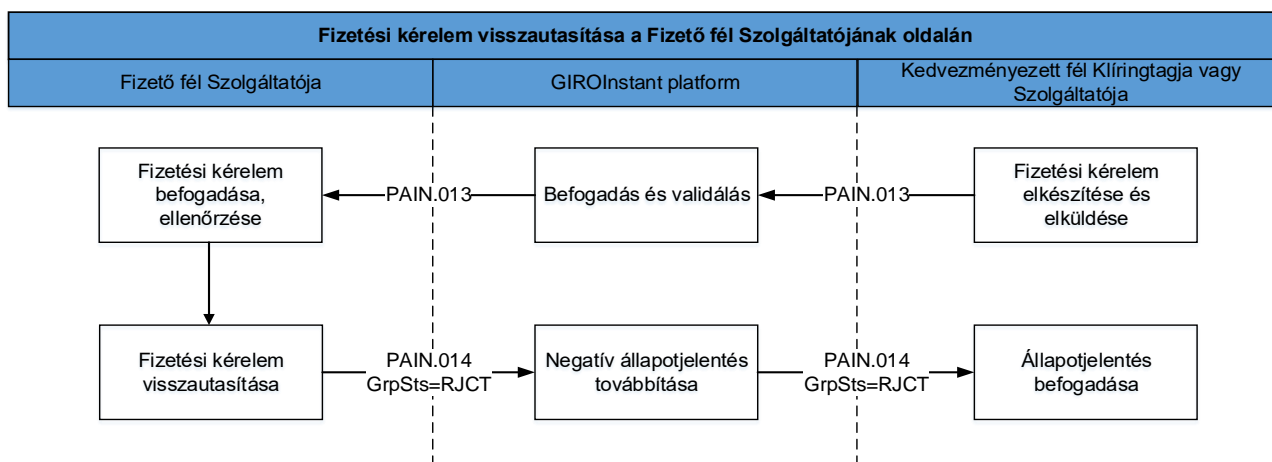 Fizetési kérelem visszautasítása a Fizető fél Szolgáltatójának oldalán
Fizető fél Szolgáltatója
GIROInstant platform
Kedvezményezett fél Klíringtagja vagy
Szolgáltatója
Fizetési kérelem
befogadása,
ellenőrzése
PAIN.013
Befogadás és validálás
PAIN.013
Fizetési kérelem
elkészítése és
elküldése
Fizetési kérelem
visszautasítása
PAIN.014
GrpSts=RJCT
Negatív állapotjelentés
továbbítása
PAIN.014
GrpSts=RJCT
Állapotjelentés
befogadása